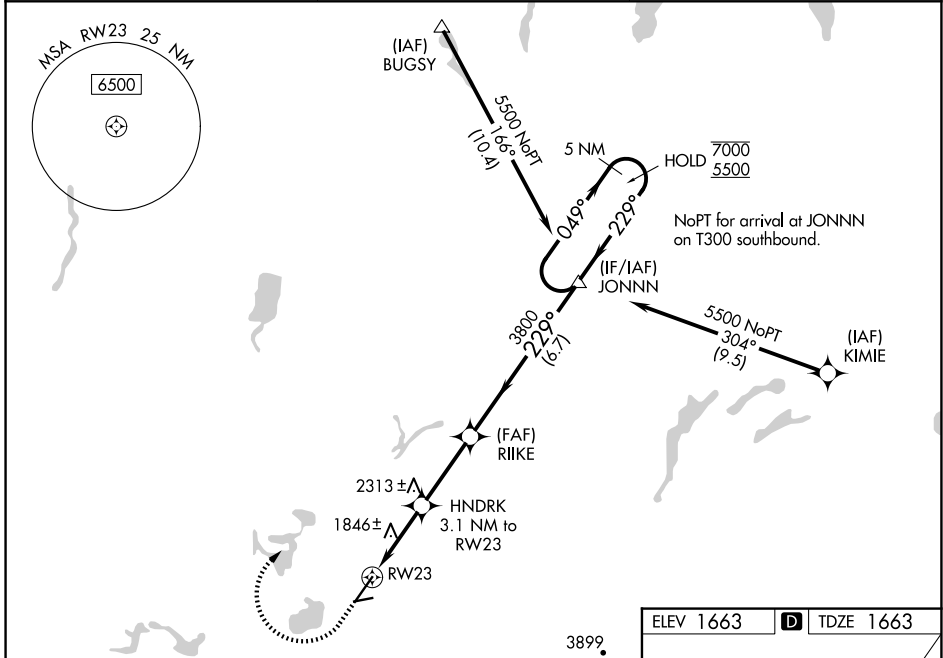 MSA RW23 25 NM
6500
(IAF)
BUGSY
5500 NoPT
166°
(10.4)
5 NM
HOLD
7000
5500
049°
229°
NoPT for arrival at JONNN
on T300 southbound.
(IF/IAF)
JONNN
3800
229°
(6.7)
5500 NoPT
304°
(9.5)
(IAF)
KIMIE
(FAF)
RIIKE
2313±
HNDRK
3.1 NM to
RW23
1846±
RW23
3899
ELEV 1663 D TDZE 1663